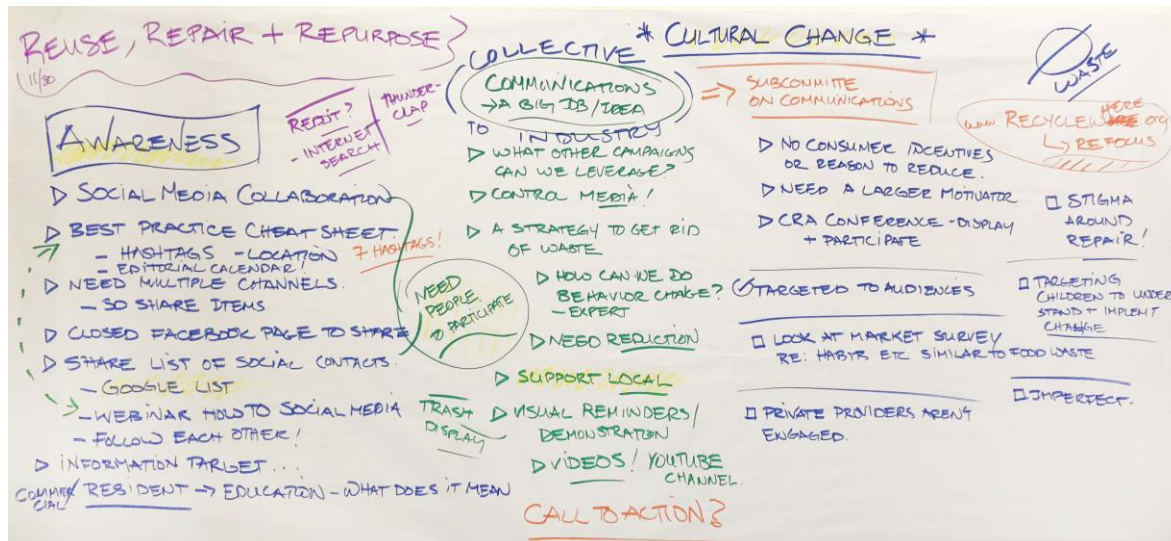 REUSE, REPAIR + REPURPOSE
11/30
AWARENESS
REDDIT?
- INTERNET
SEARCH
THUNDER-
CLAP
▷ SOCIAL MEDIA COLLABORATION
▷ BEST PRACTICE CHEAT SHEET.
- HASHTAGS - LOCATION
7 HASHTAGS!
- EDITORIAL CALENDAR!
▷ NEED MULTIPLE CHANNELS.
- SO SHARE ITEMS
▷ CLOSED FACEBOOK PAGE TO SHARE
▷ SHARE LIST OF SOCIAL CONTACTS.
- GOOGLE LIST
- WEBINAR HOW TO SOCIAL MEDIA
- FOLLOW EACH OTHER!
▷ INFORMATION TARGET...
COMMER
CIAL/ RESIDENT → EDUCATION - WHAT DOES IT MEAN
NEED
PEOPLE
TO PARTICIPATE
TRASH
DISPLAY
COLLECTIVE
COMMUNICATIONS
→ A BIG JOB/IDEA
TO INDUSTRY
▷ WHAT OTHER CAMPAIGNS
CAN WE LEVERAGE?
▷ CONTROL MEDIA!
▷ A STRATEGY TO GET RID
OF WASTE
▷ HOW CAN WE DO
BEHAVIOR CHANGE?
- EXPERT
▷ NEED REDUCTION
▷ SUPPORT LOCAL
▷ VISUAL REMINDERS/
DEMONSTRATION
▷ VIDEOS! YOUTUBE
CHANNEL.
CALL TO ACTION?
* CULTURAL CHANGE *
⇒ SUBCOMMITE
ON COMMUNICATIONS
▷ NO CONSUMER INCENTIVES
OR REASON TO REDUCE.
▷ NEED A LARGER MOTIVATOR
▷ CRA CONFERENCE - DISPLAY
+ PARTICIPATE
TARGETED TO AUDIENCES
□ LOOK AT MARKET SURVEY
RE: HABITS ETC SIMILAR TO FOOD WASTE
□ PRIVATE PROVIDERS AREN'T
ENGAGED.
WASTE
HERE
.org
↳ REFOCUS
□ STIGMA
AROUND
REPAIR!
□ TARGETING
CHILDREN TO UNDER
STAND + IMPLEMT
CHANGE
□ IMPERFECT.